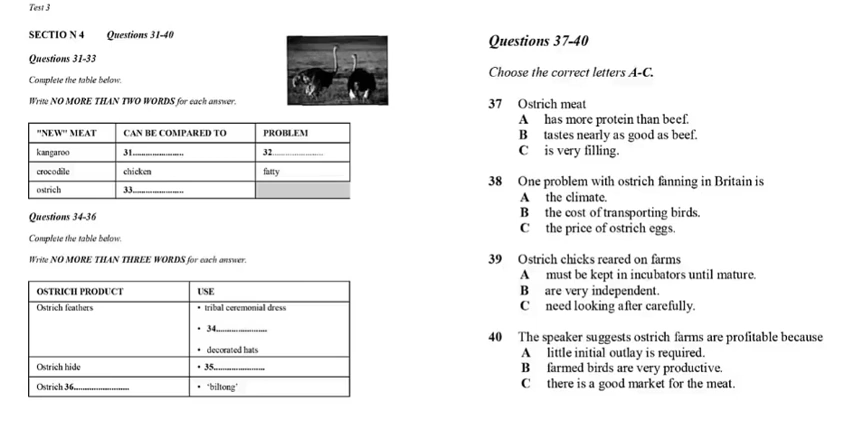 Test 3
SECTION 4 Questions 31-40
Questions 31-33
Complete the table below.
Write NO MORE THAN TWO WORDS for each answer.
"NEW" MEAT CAN BE COMPARED TO PROBLEM
kangaroo 31........................ 32........................
crocodile chicken fatty
ostrich 33........................
Questions 34-36
Complete the table below.
Write NO MORE THAN THREE WORDS for each answer.
OSTRICH PRODUCT USE
Ostrich feathers • tribal ceremonial dress
• 34........................
• decorated hats
Ostrich hide • 35........................
Ostrich 36.......................... • 'biltong'
Questions 37-40
Choose the correct letters A-C.
37 Ostrich meat
A has more protein than beef.
B tastes nearly as good as beef.
C is very filling.
38 One problem with ostrich fanning in Britain is
A the climate.
B the cost of transporting birds.
C the price of ostrich eggs.
39 Ostrich chicks reared on farms
A must be kept in incubators until mature.
B are very independent.
C need looking after carefully.
40 The speaker suggests ostrich farms are profitable because
A little initial outlay is required.
B farmed birds are very productive.
C there is a good market for the meat.